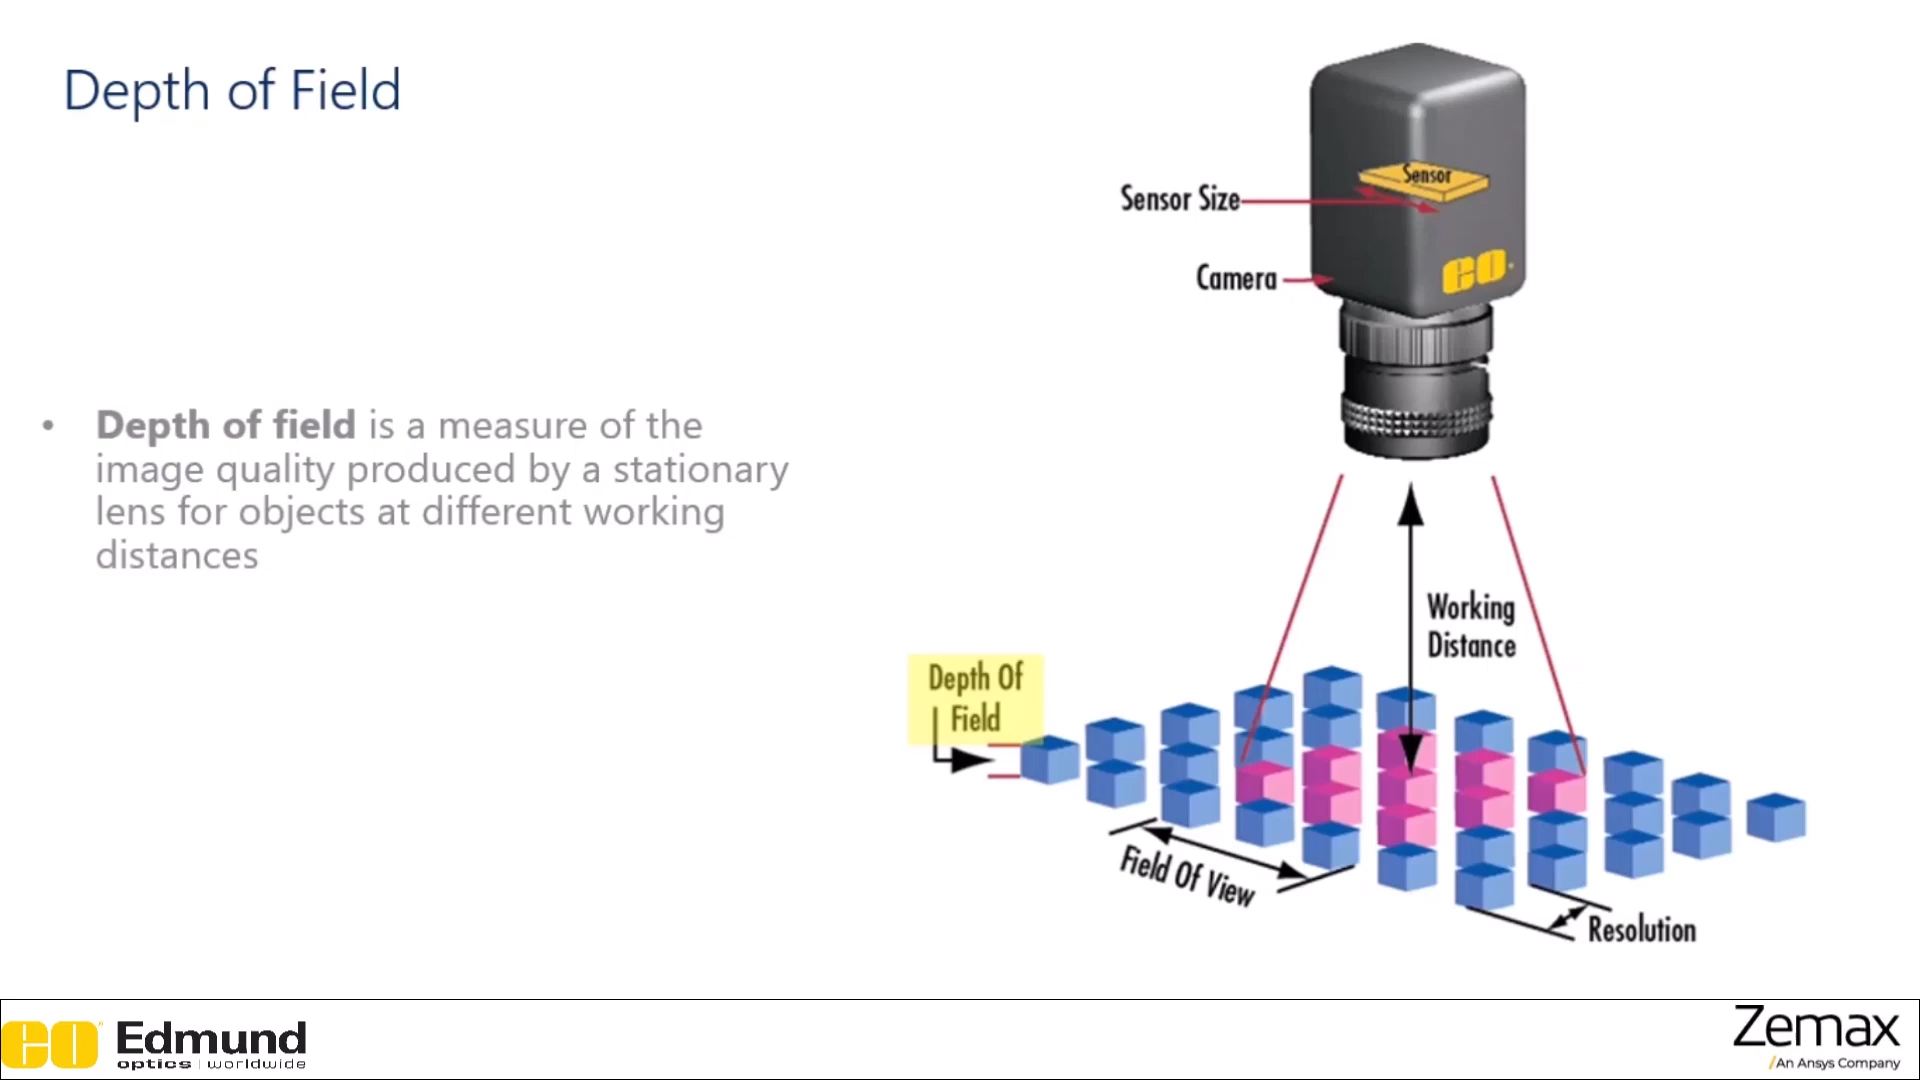 Depth of Field
Sensor
Sensor Size
Camera
EO
• Depth of field is a measure of the
image quality produced by a stationary
lens for objects at different working
distances
Working
Distance
Depth Of
Field
Field Of View
Resolution
EO Edmund
optics | worldwide
Zemax
/An Ansys Company